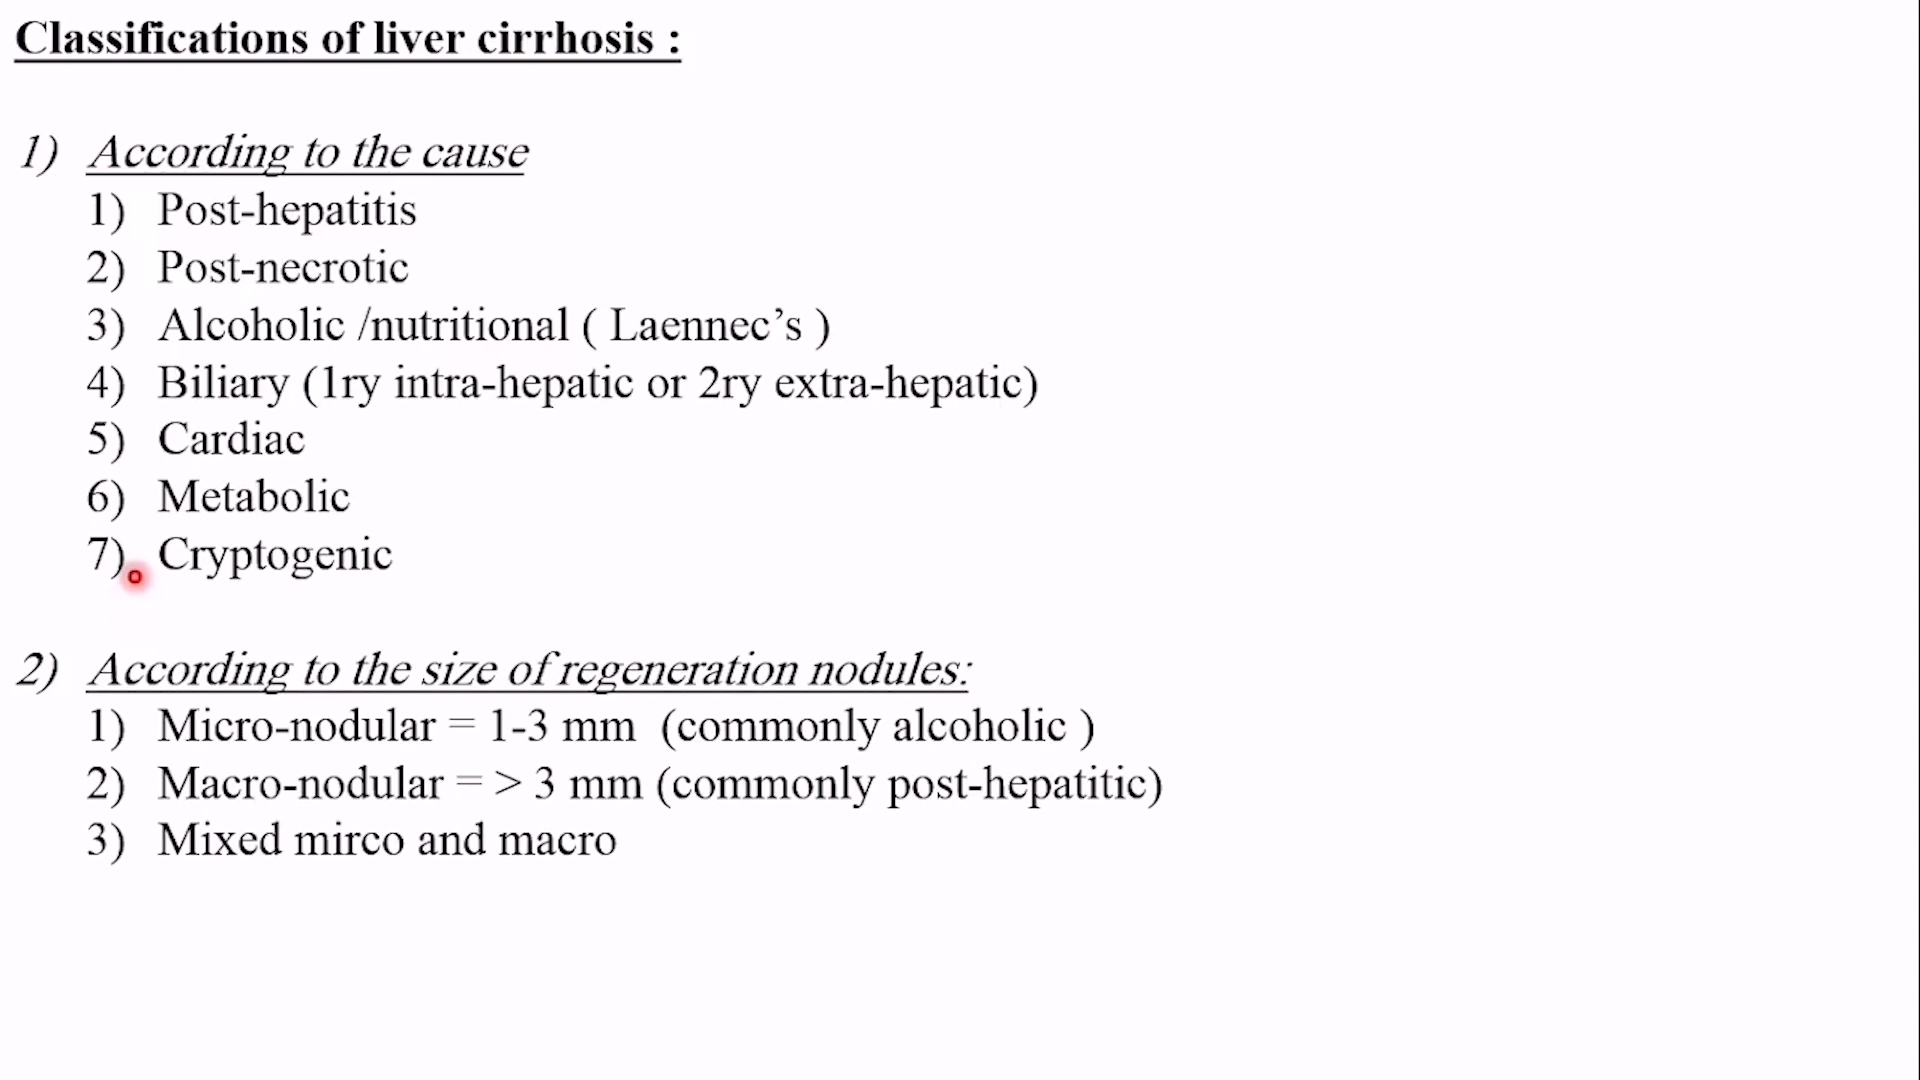 Classifications of liver cirrhosis :
1) According to the cause
1) Post-hepatitis
2) Post-necrotic
3) Alcoholic /nutritional ( Laennec’s )
4) Biliary (1ry intra-hepatic or 2ry extra-hepatic)
5) Cardiac
6) Metabolic
7) Cryptogenic
2) According to the size of regeneration nodules:
1) Micro-nodular = 1-3 mm (commonly alcoholic )
2) Macro-nodular = > 3 mm (commonly post-hepatitic)
3) Mixed mirco and macro